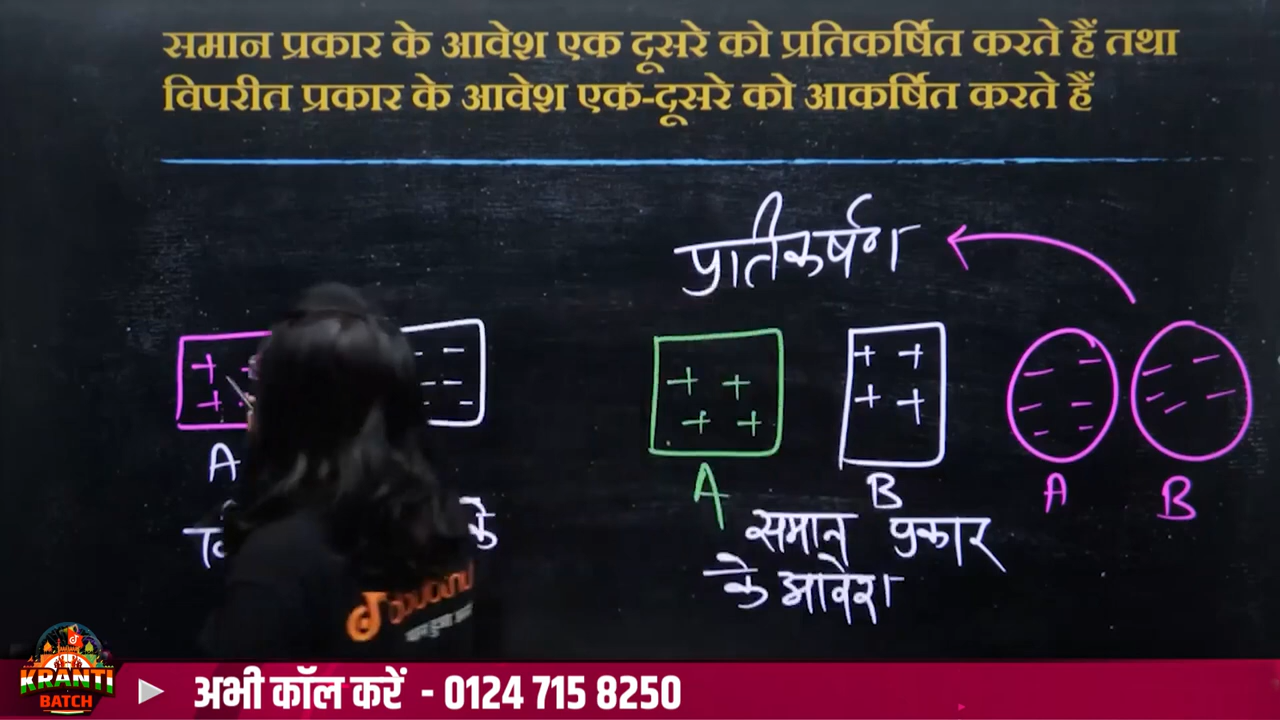 समान प्रकार के आवेश एक दूसरे को प्रतिकर्षित करते हैं तथा
विपरीत प्रकार के आवेश एक-दूसरे को आकर्षित करते हैं
प्रतिकर्षण
+ + + +
- - -
+ + + +
+ + + +
- - - - - -
- - - - -
A
A
B
A
B
के
समान प्रकार
के आवेश
KRANTI
BATCH
अभी कॉल करें - 0124 715 8250